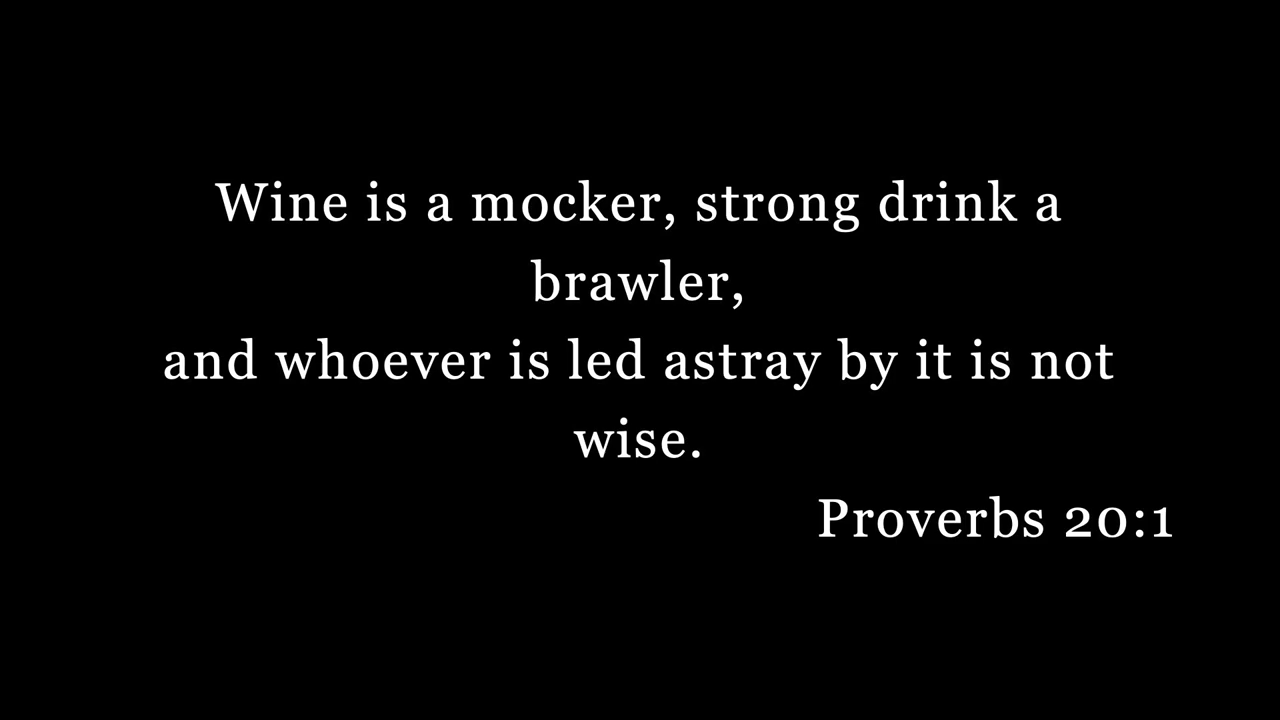 Wine is a mocker, strong drink a
brawler,
and whoever is led astray by it is not
wise.
Proverbs 20:1